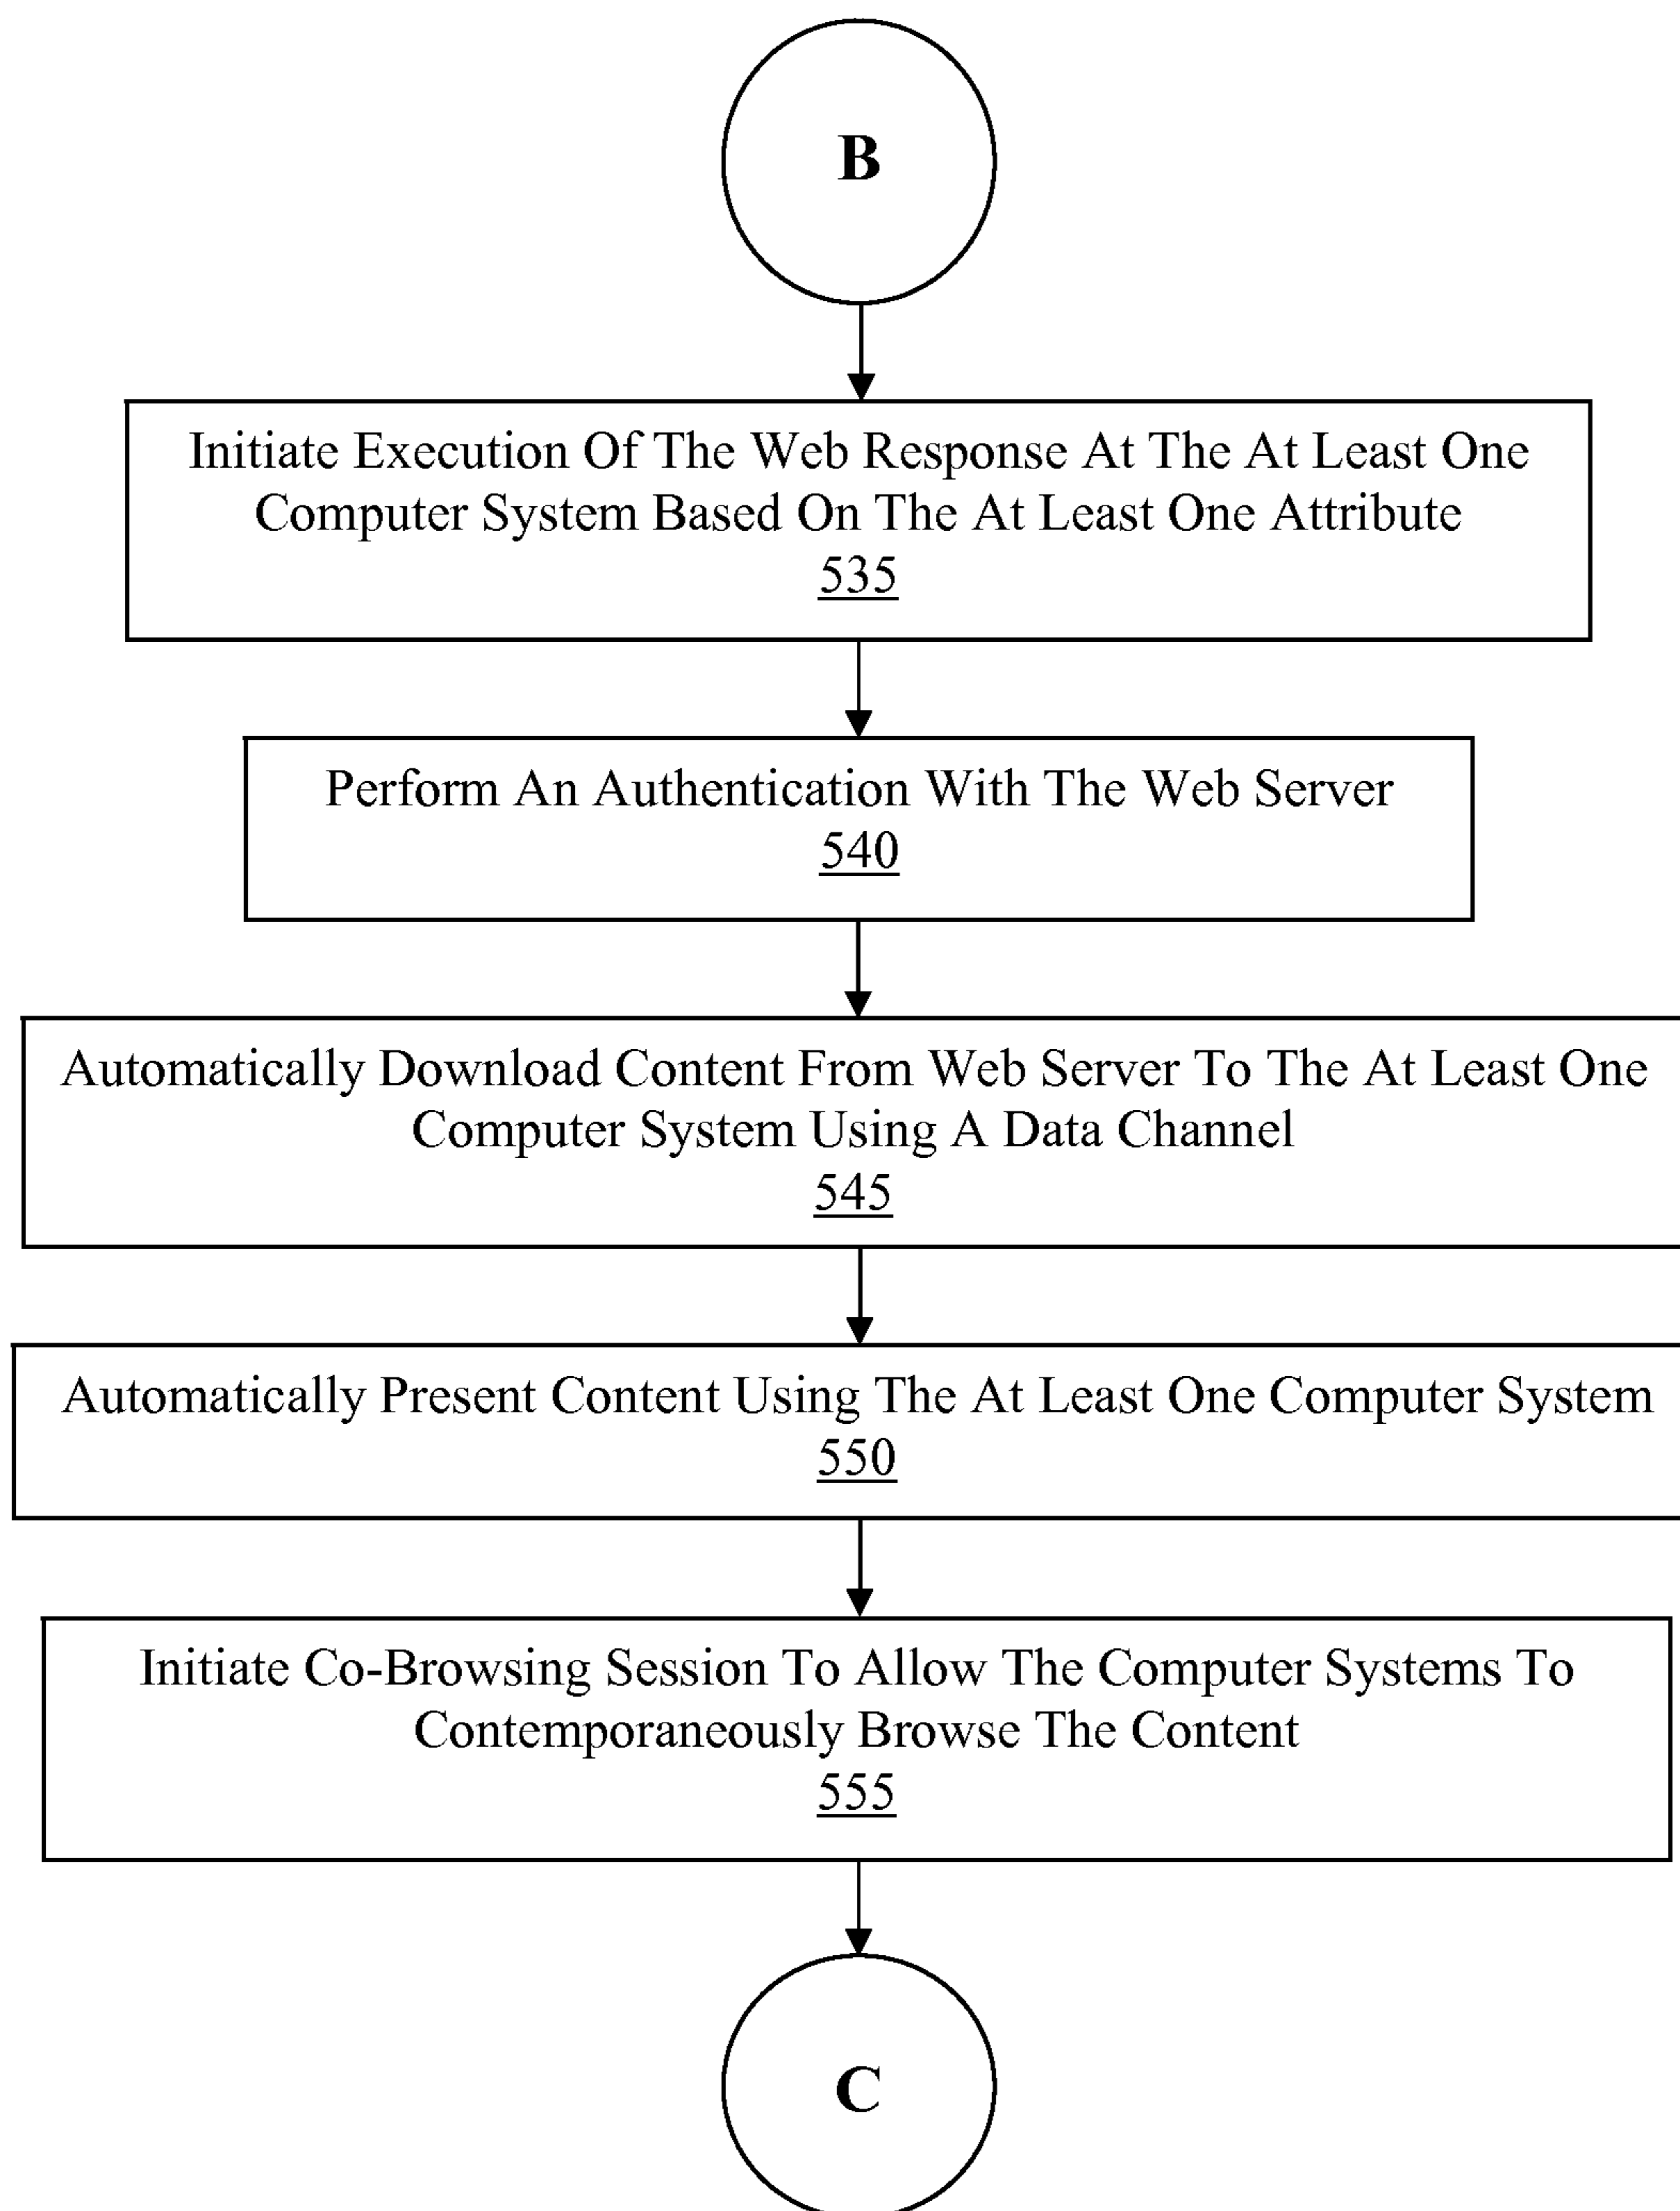 B
Initiate Execution Of The Web Response At The At Least One
Computer System Based On The At Least One Attribute
535
Perform An Authentication With The Web Server
540
Automatically Download Content From Web Server To The At Least One
Computer System Using A Data Channel
545
Automatically Present Content Using The At Least One Computer System
550
Initiate Co-Browsing Session To Allow The Computer Systems To
Contemporaneously Browse The Content
555
C